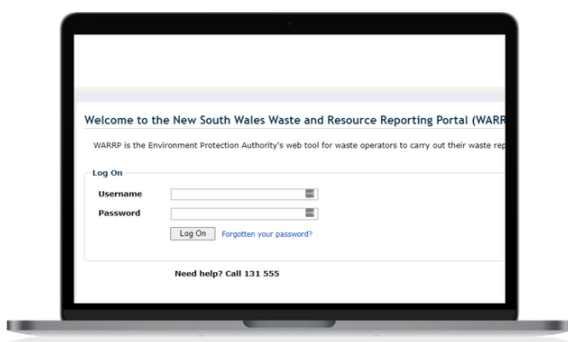 Welcome to the New South Wales Waste and Resource Reporting Portal (WARR
WARRP is the Environment Protection Authority's web tool for waste operators to carry out their waste rep
Log On
Username
Password
Log On Forgotten your password?
Need help? Call 131 555